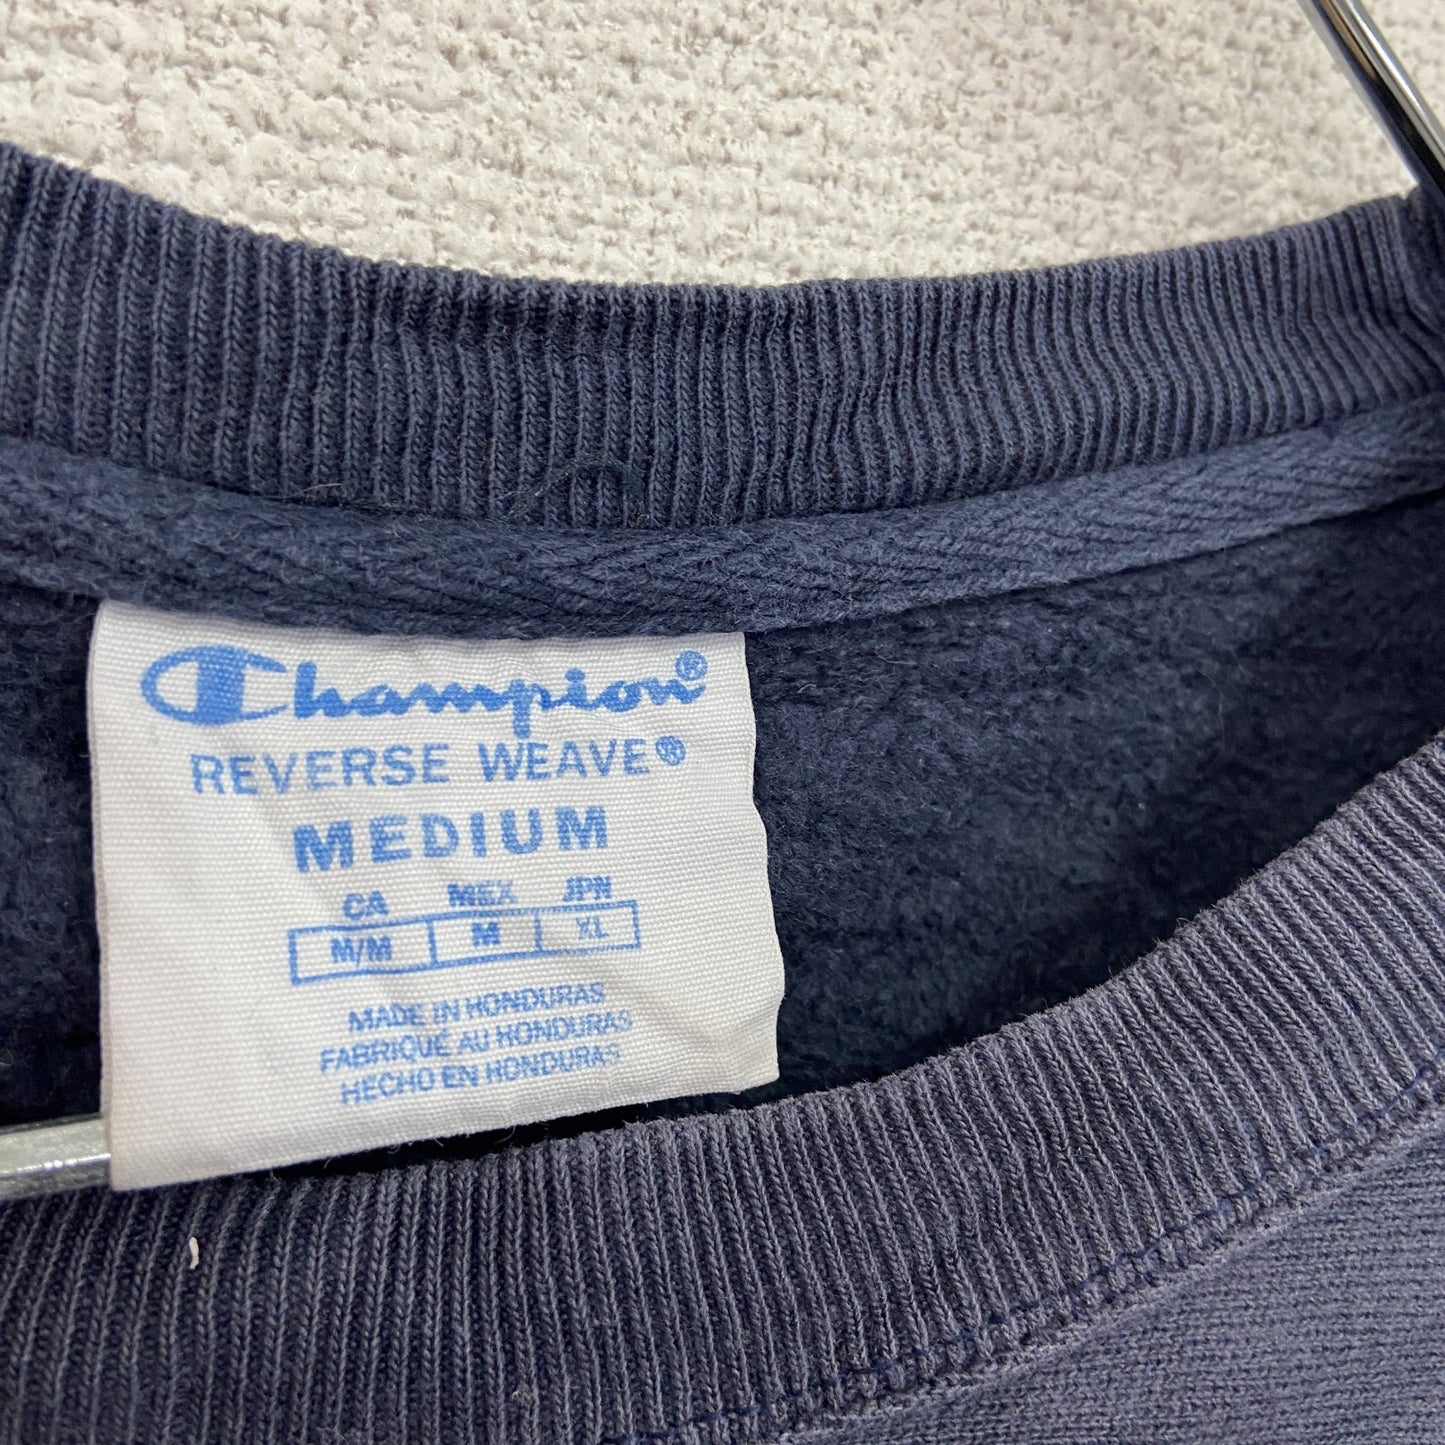 Champion®
REVERSE WEAVE®
MEDIUM
CA MEX JPN
M/M M XL
MADE IN HONDURAS
FABRIQUÉ AU HONDURAS
HECHO EN HONDURAS